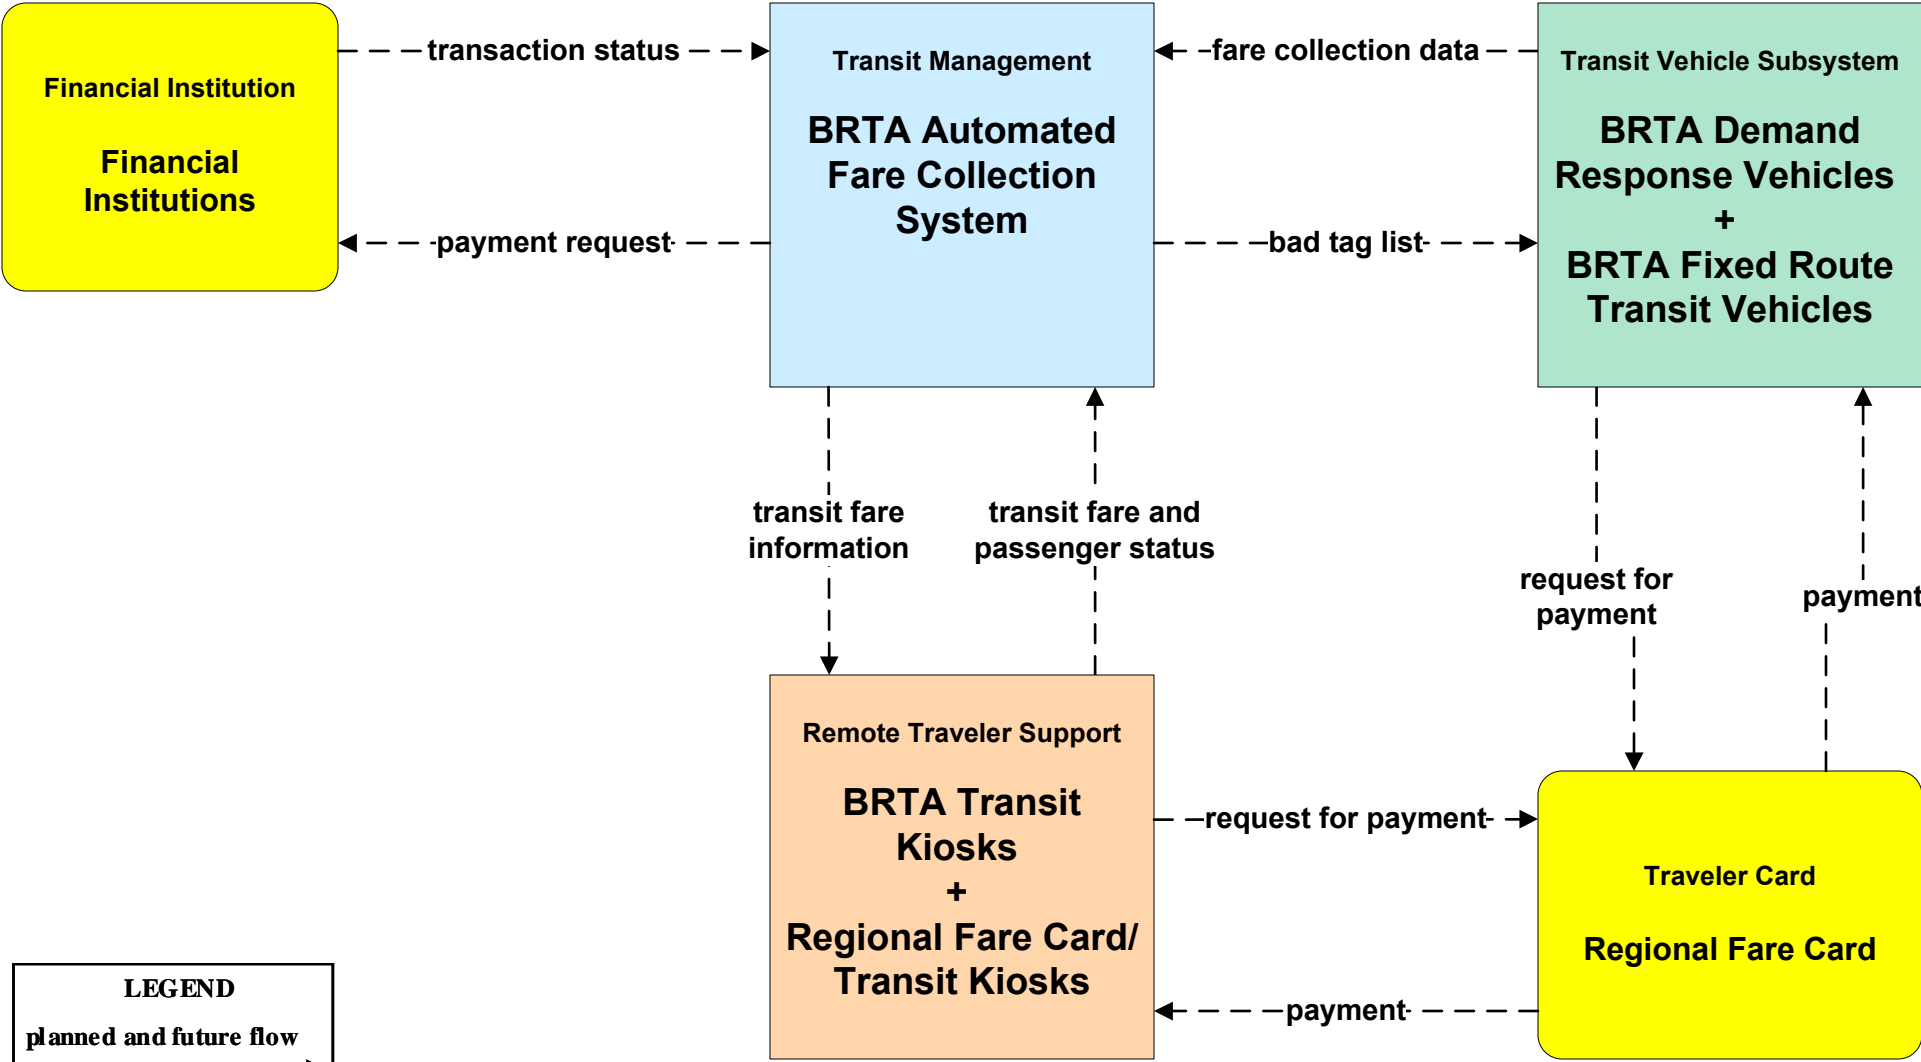 Financial Institution
Financial
Institutions
transaction status
payment request
Transit Management
BRTA Automated
Fare Collection
System
fare collection data
bad tag list
Transit Vehicle Subsystem
BRTA Demand
Response Vehicles
+
BRTA Fixed Route
Transit Vehicles
transit fare
information
transit fare and
passenger status
request for
payment
payment
Remote Traveler Support
BRTA Transit
Kiosks
+
Regional Fare Card/
Transit Kiosks
request for payment
payment
Traveler Card
Regional Fare Card
LEGEND
planned and future flow